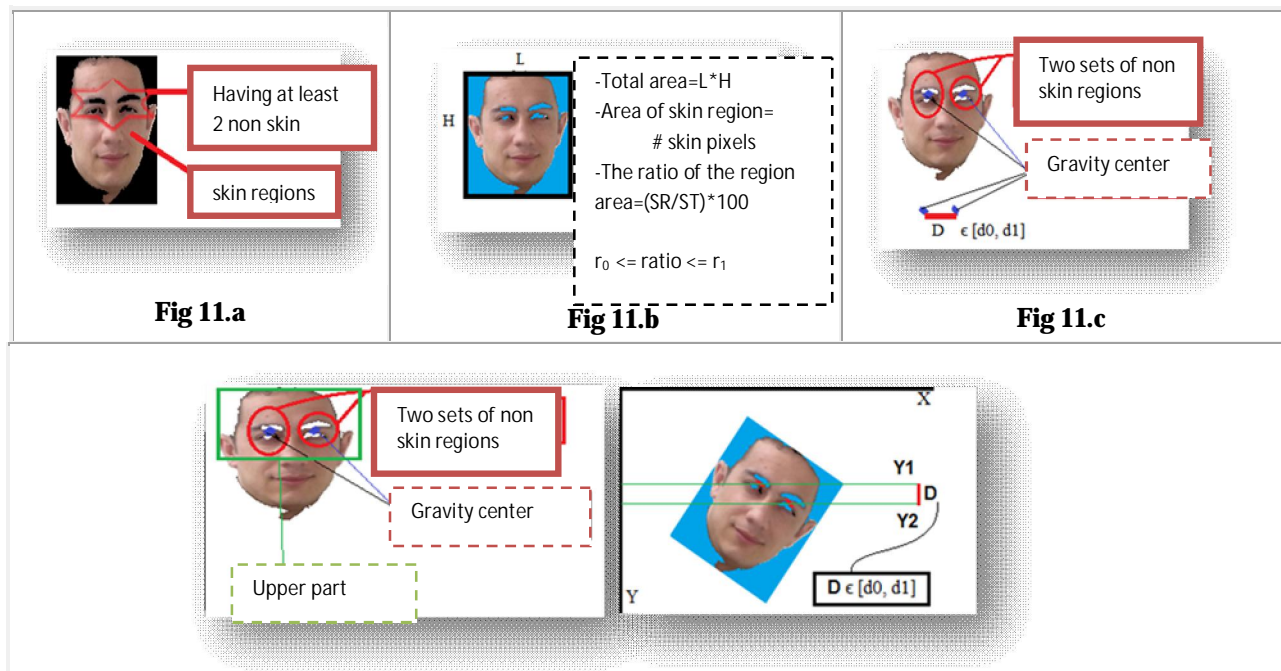 Having at least
2 non skin
skin regions
Fig 11.a
L
H
-Total area=L*H
-Area of skin region=
# skin pixels
-The ratio of the region
area=(SR/ST)*100
r₀ <= ratio <= r₁
Fig 11.b
Two sets of non
skin regions
Gravity center
D ϵ [d0, d1]
Fig 11.c
Two sets of non
skin regions
Gravity center
Upper part
X
Y1
D
Y2
D ϵ [d0, d1]
Y